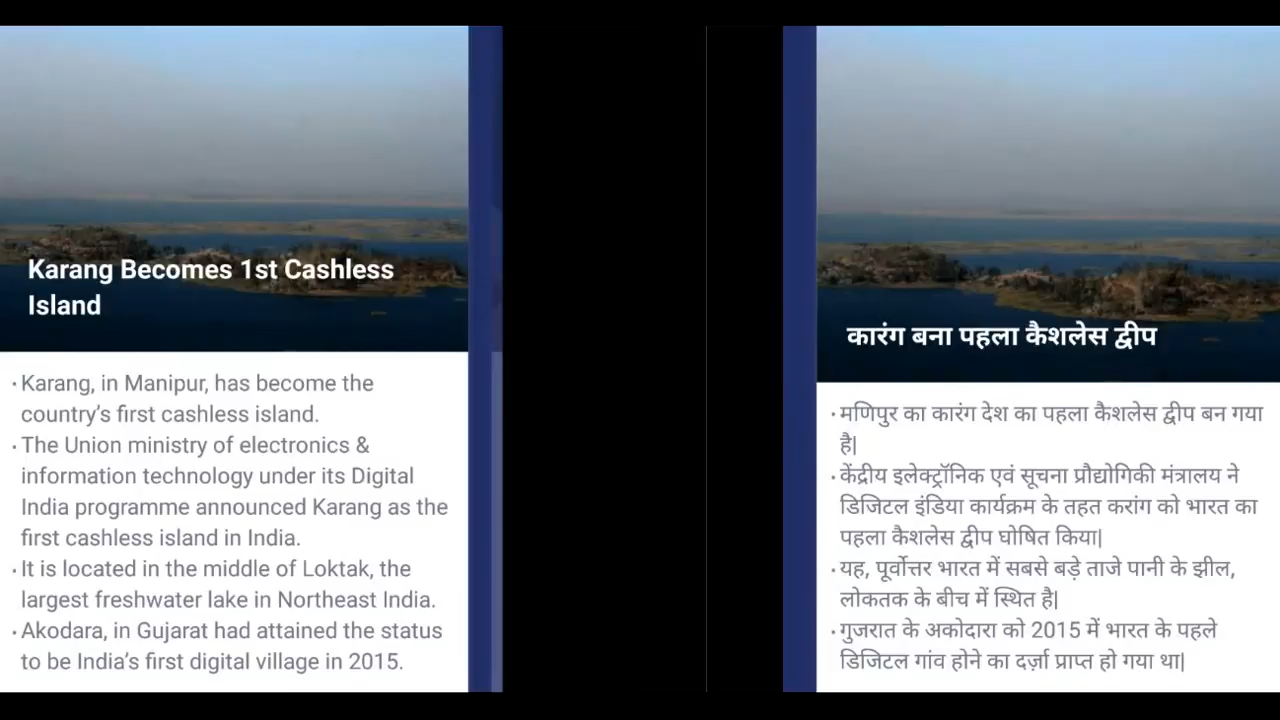 Karang Becomes 1st Cashless
Island
· Karang, in Manipur, has become the
country's first cashless island.
· The Union ministry of electronics &
information technology under its Digital
India programme announced Karang as the
first cashless island in India.
· It is located in the middle of Loktak, the
largest freshwater lake in Northeast India.
· Akodara, in Gujarat had attained the status
to be India's first digital village in 2015.
कारंग बना पहला कैशलेस द्वीप
· मणिपुर का कारंग देश का पहला कैशलेस द्वीप बन गया
है|
· केंद्रीय इलेक्ट्रॉनिक एवं सूचना प्रौद्योगिकी मंत्रालय ने
डिजिटल इंडिया कार्यक्रम के तहत करांग को भारत का
पहला कैशलेस द्वीप घोषित किया|
· यह, पूर्वोत्तर भारत में सबसे बड़े ताजे पानी के झील,
लोकतक के बीच में स्थित है|
· गुजरात के अकोदारा को 2015 में भारत के पहले
डिजिटल गांव होने का दर्ज़ा प्राप्त हो गया था|